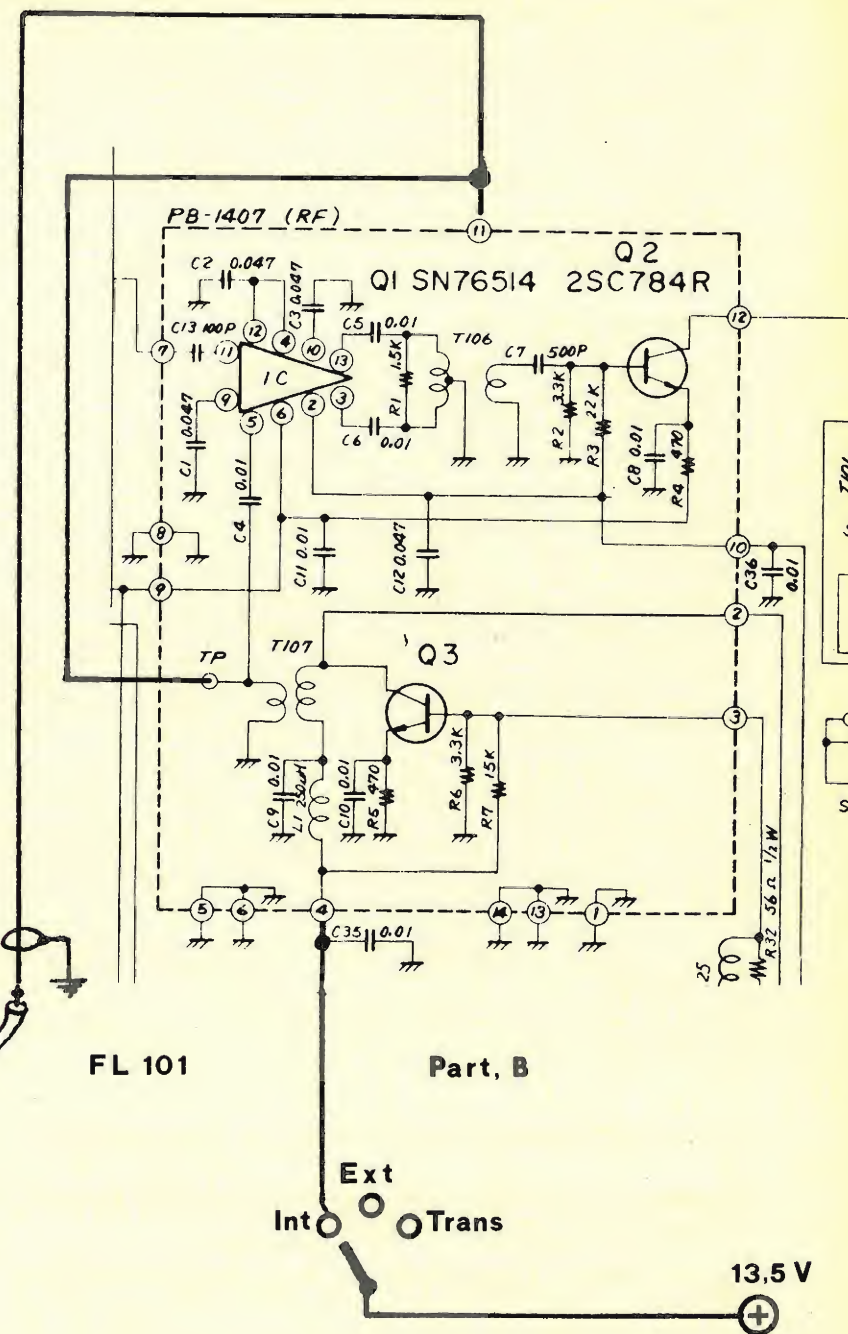 PB-1407 (RF)
11
Q2
C2 0.047
Q1 SN76514 2SC784R
C3 0.047
12
C13 100P
12
4
10
C5 0.01
T106
7
11
13
1.5K
C7 500P
IC
R1
3.3K
22K
9
5
6
2
3
C6 0.01
R2
R3
C8 0.01
470
R4
C1 0.047
0.01
C4
T101
8
C11 0.01
C12 0.047
10
C36 0.01
9
2
TP
T107
Q3
3
C9 0.01
L1 250μH
C10 0.01
R5 470
R6 3.3K
R7 15K
R32 56Ω 1/2W
5
6
4
14
13
1
C35 0.01
25
S
FL 101
Part, B
Ext
Int
Trans
13,5 V
+